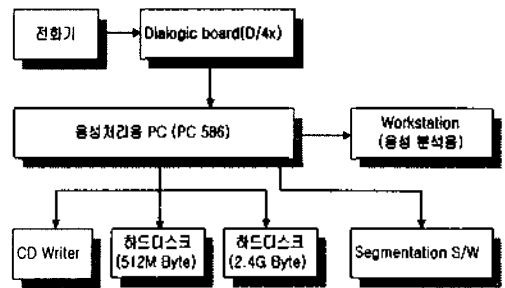 전화기
Dialogic board(D/4x)
음성처리용 PC (PC 586)
Workstation
(음성 분석용)
CD Writer
하드디스크
(512M Byte)
하드디스크
(2.4G Byte)
Segmentation S/W